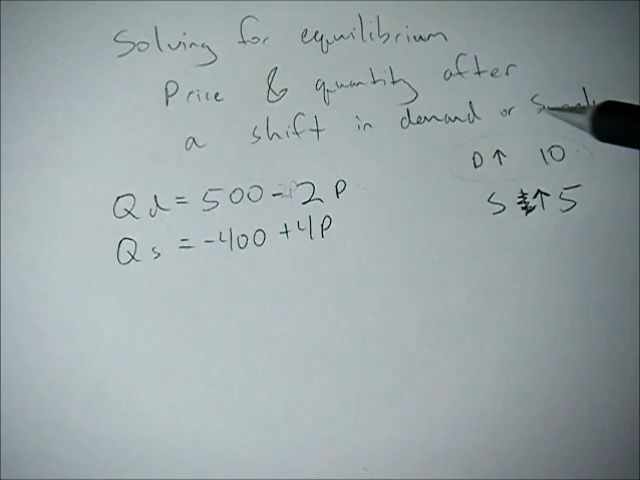 Solving for equilibrium
Price & quantity after
a shift in demand or
D↑ 10
Qd = 500 - 2P
S ↑ 5
Qs = -400 + 4P